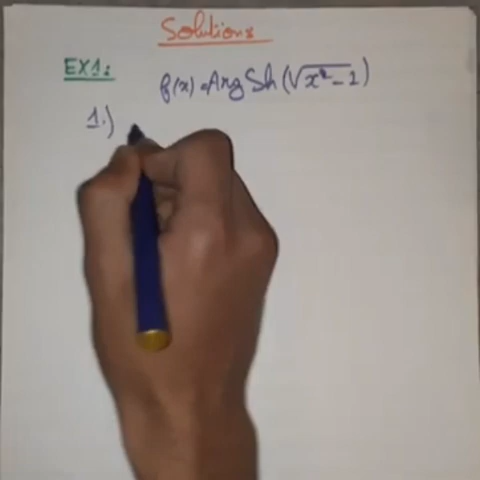 Solutions
EX1: f(x) = Arg Sh(√x²-1)
1.)